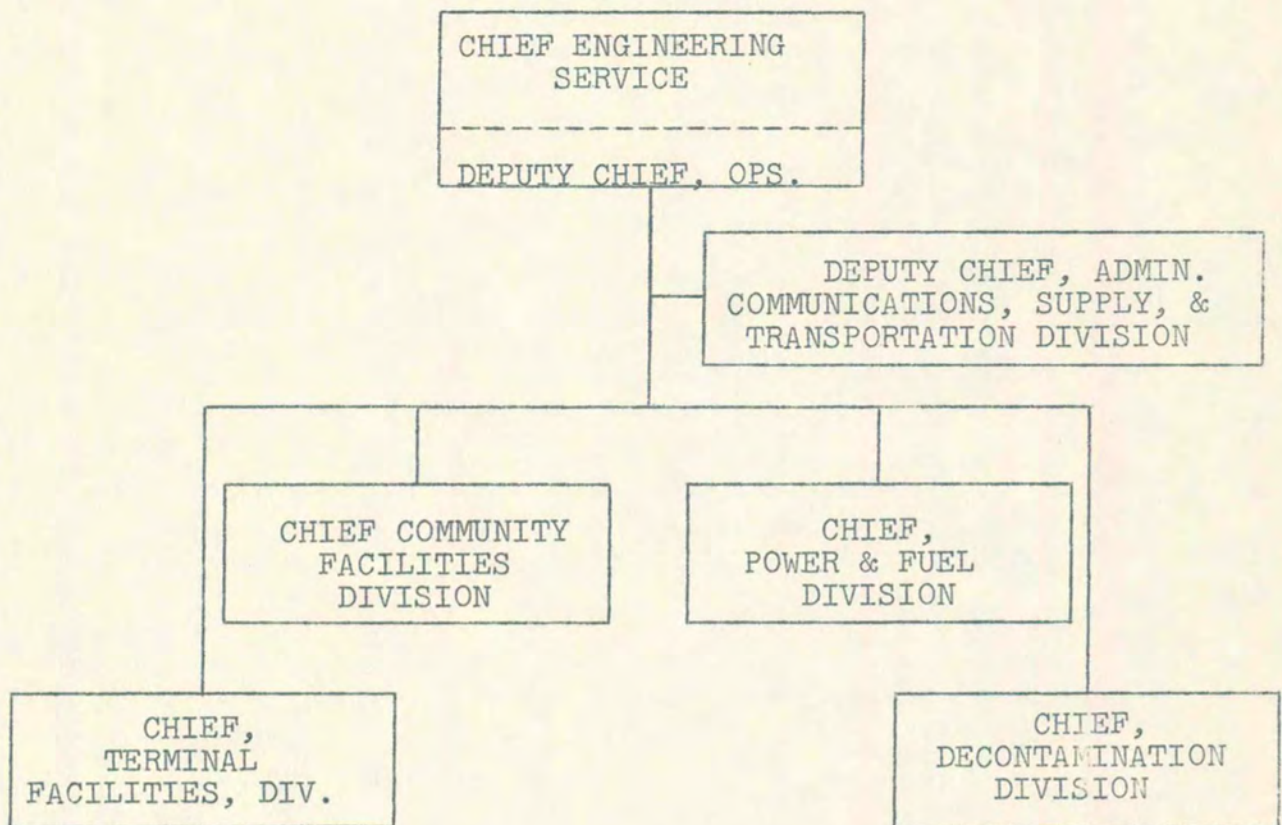 CHIEF ENGINEERING
SERVICE
DEPUTY CHIEF, OPS.
DEPUTY CHIEF, ADMIN.
COMMUNICATIONS, SUPPLY, &
TRANSPORTATION DIVISION
CHIEF COMMUNITY
FACILITIES
DIVISION
CHIEF,
POWER & FUEL
DIVISION
CHIEF,
TERMINAL
FACILITIES, DIV.
CHIEF,
DECONTAMINATION
DIVISION